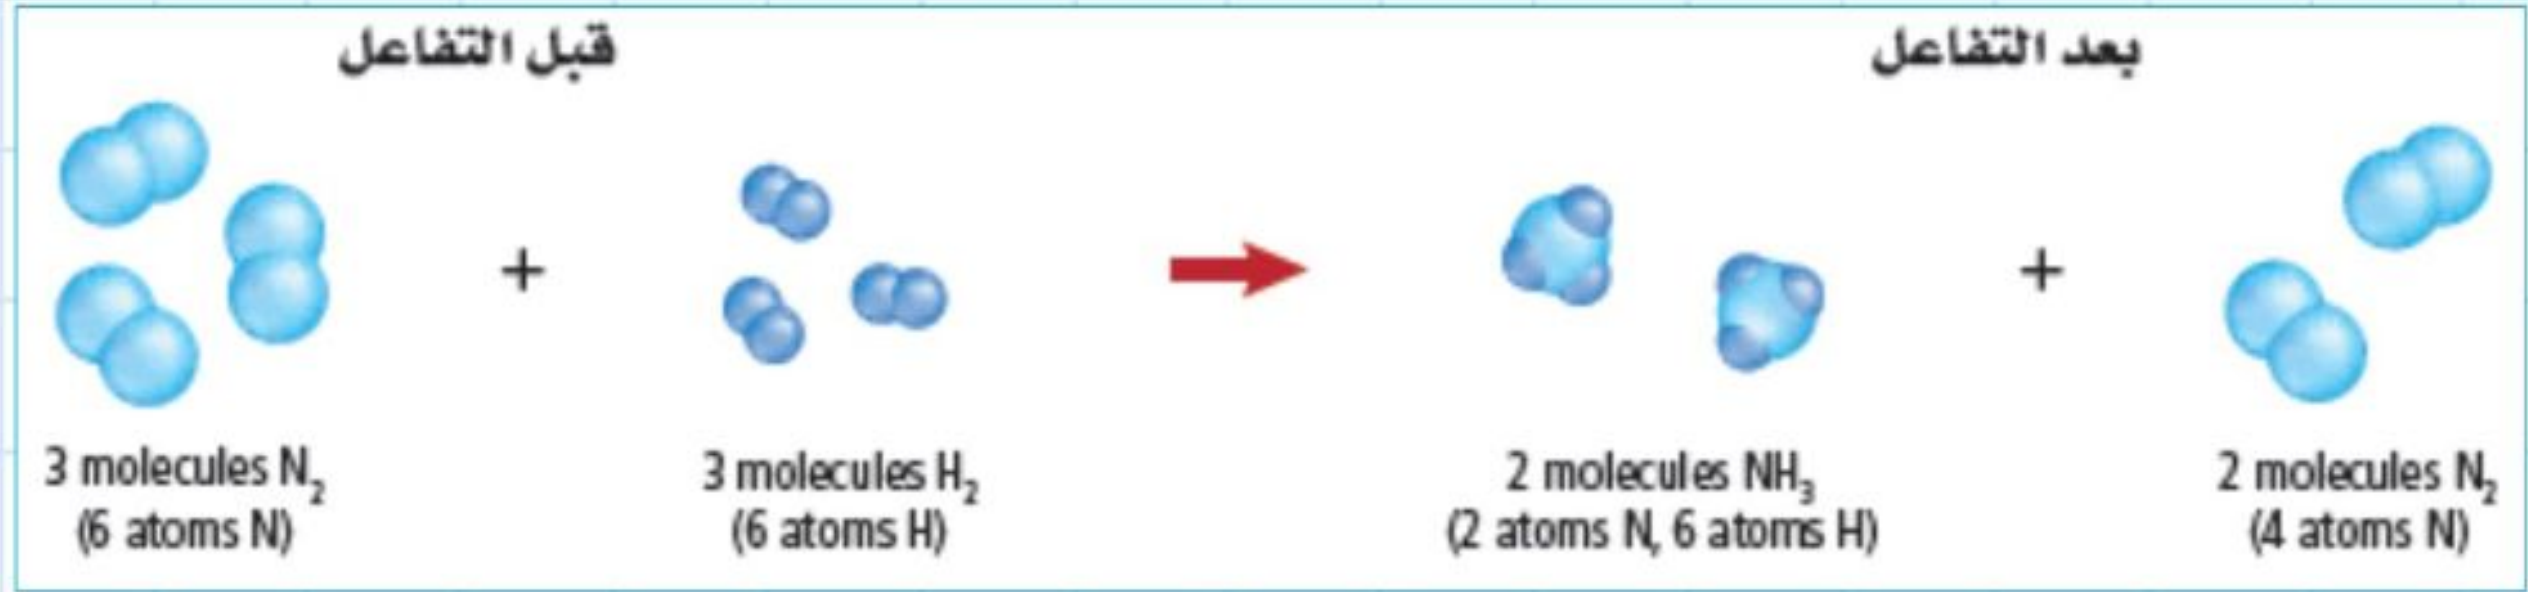 قبل التفاعل
بعد التفاعل
+
+
3 molecules N₂
(6 atoms N)
3 molecules H₂
(6 atoms H)
2 molecules NH₃
(2 atoms N, 6 atoms H)
2 molecules N₂
(4 atoms N)